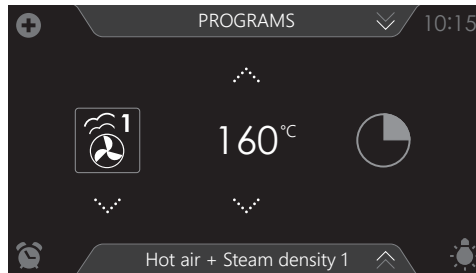 PROGRAMS
10:15
1
160°C
Hot air + Steam density 1